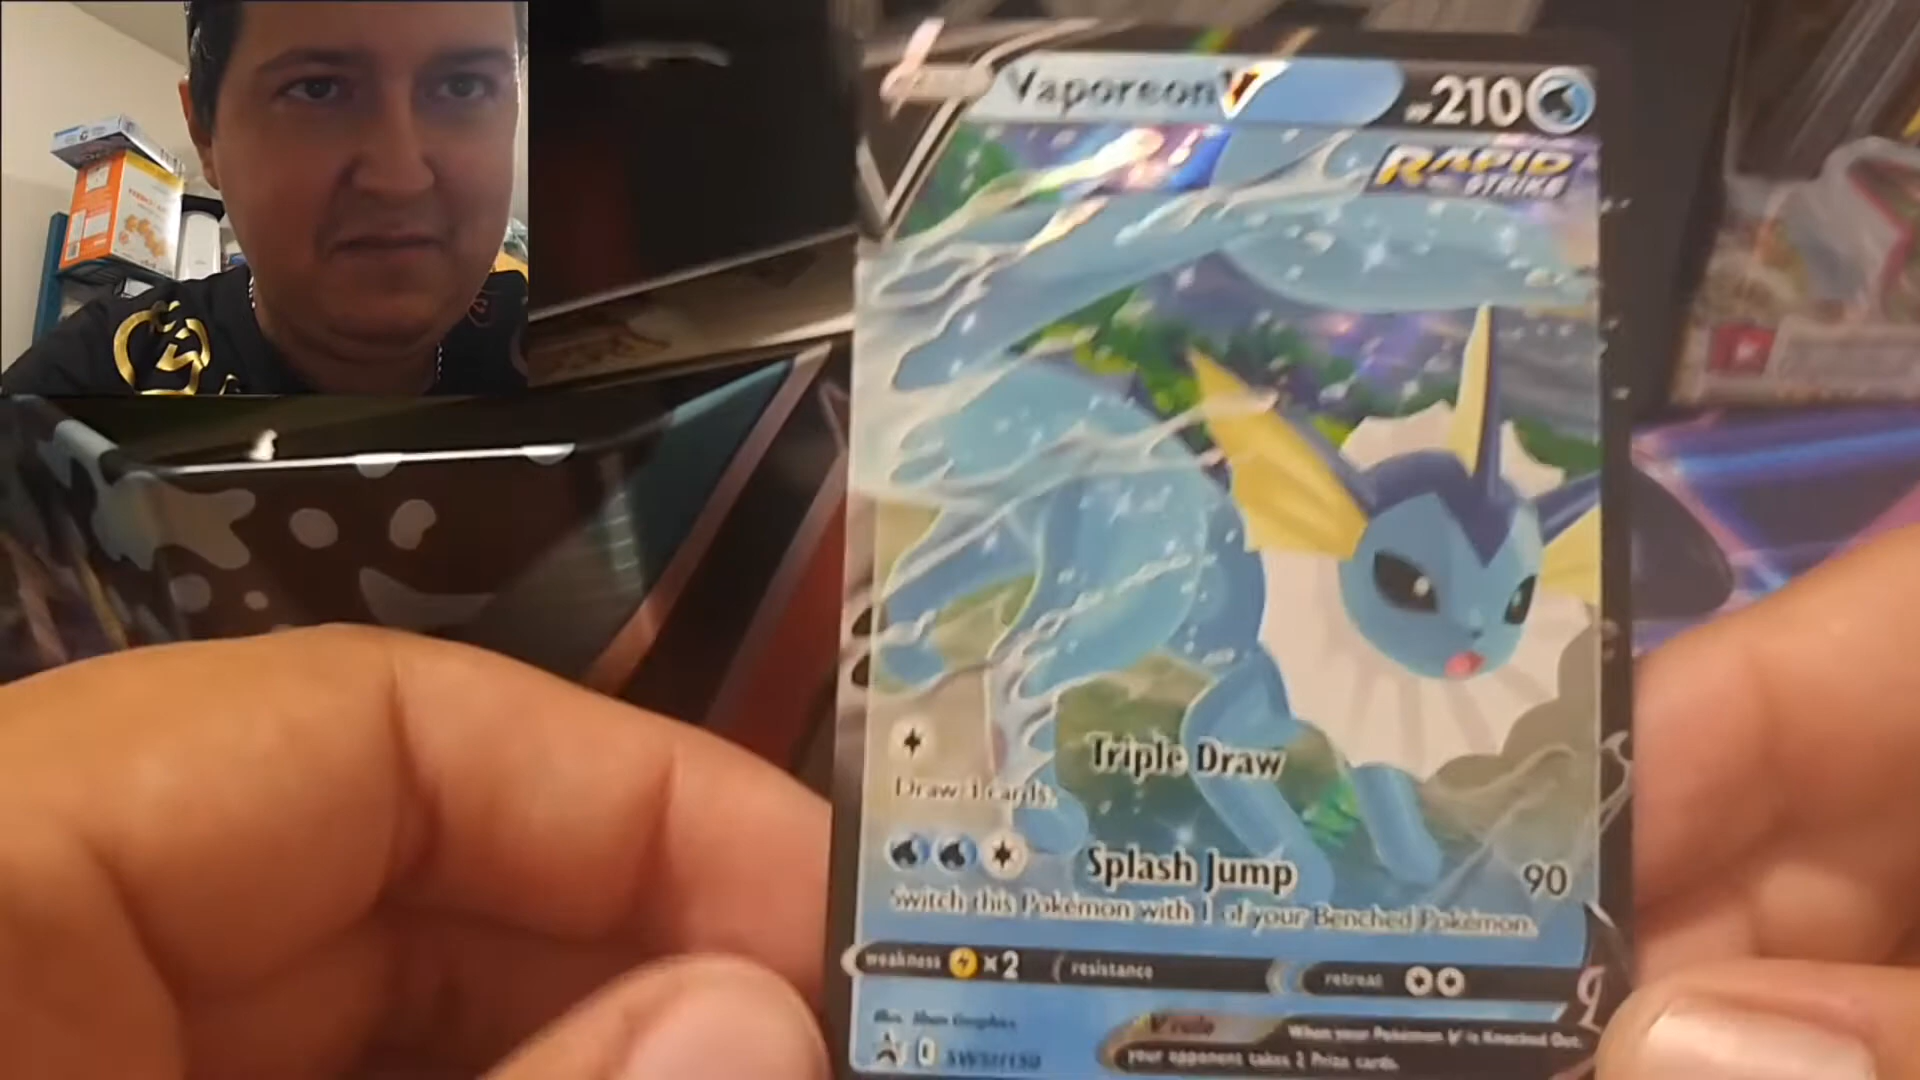 Vaporeon V
HP 210
RAPID
STRIKE
Triple Draw
Draw 3 cards.
Splash Jump 90
Switch this Pokémon with 1 of your Benched Pokémon.
weakness ×2 resistance retreat
V rule
When your Pokémon V is Knocked Out,
your opponent takes 2 Prize cards.